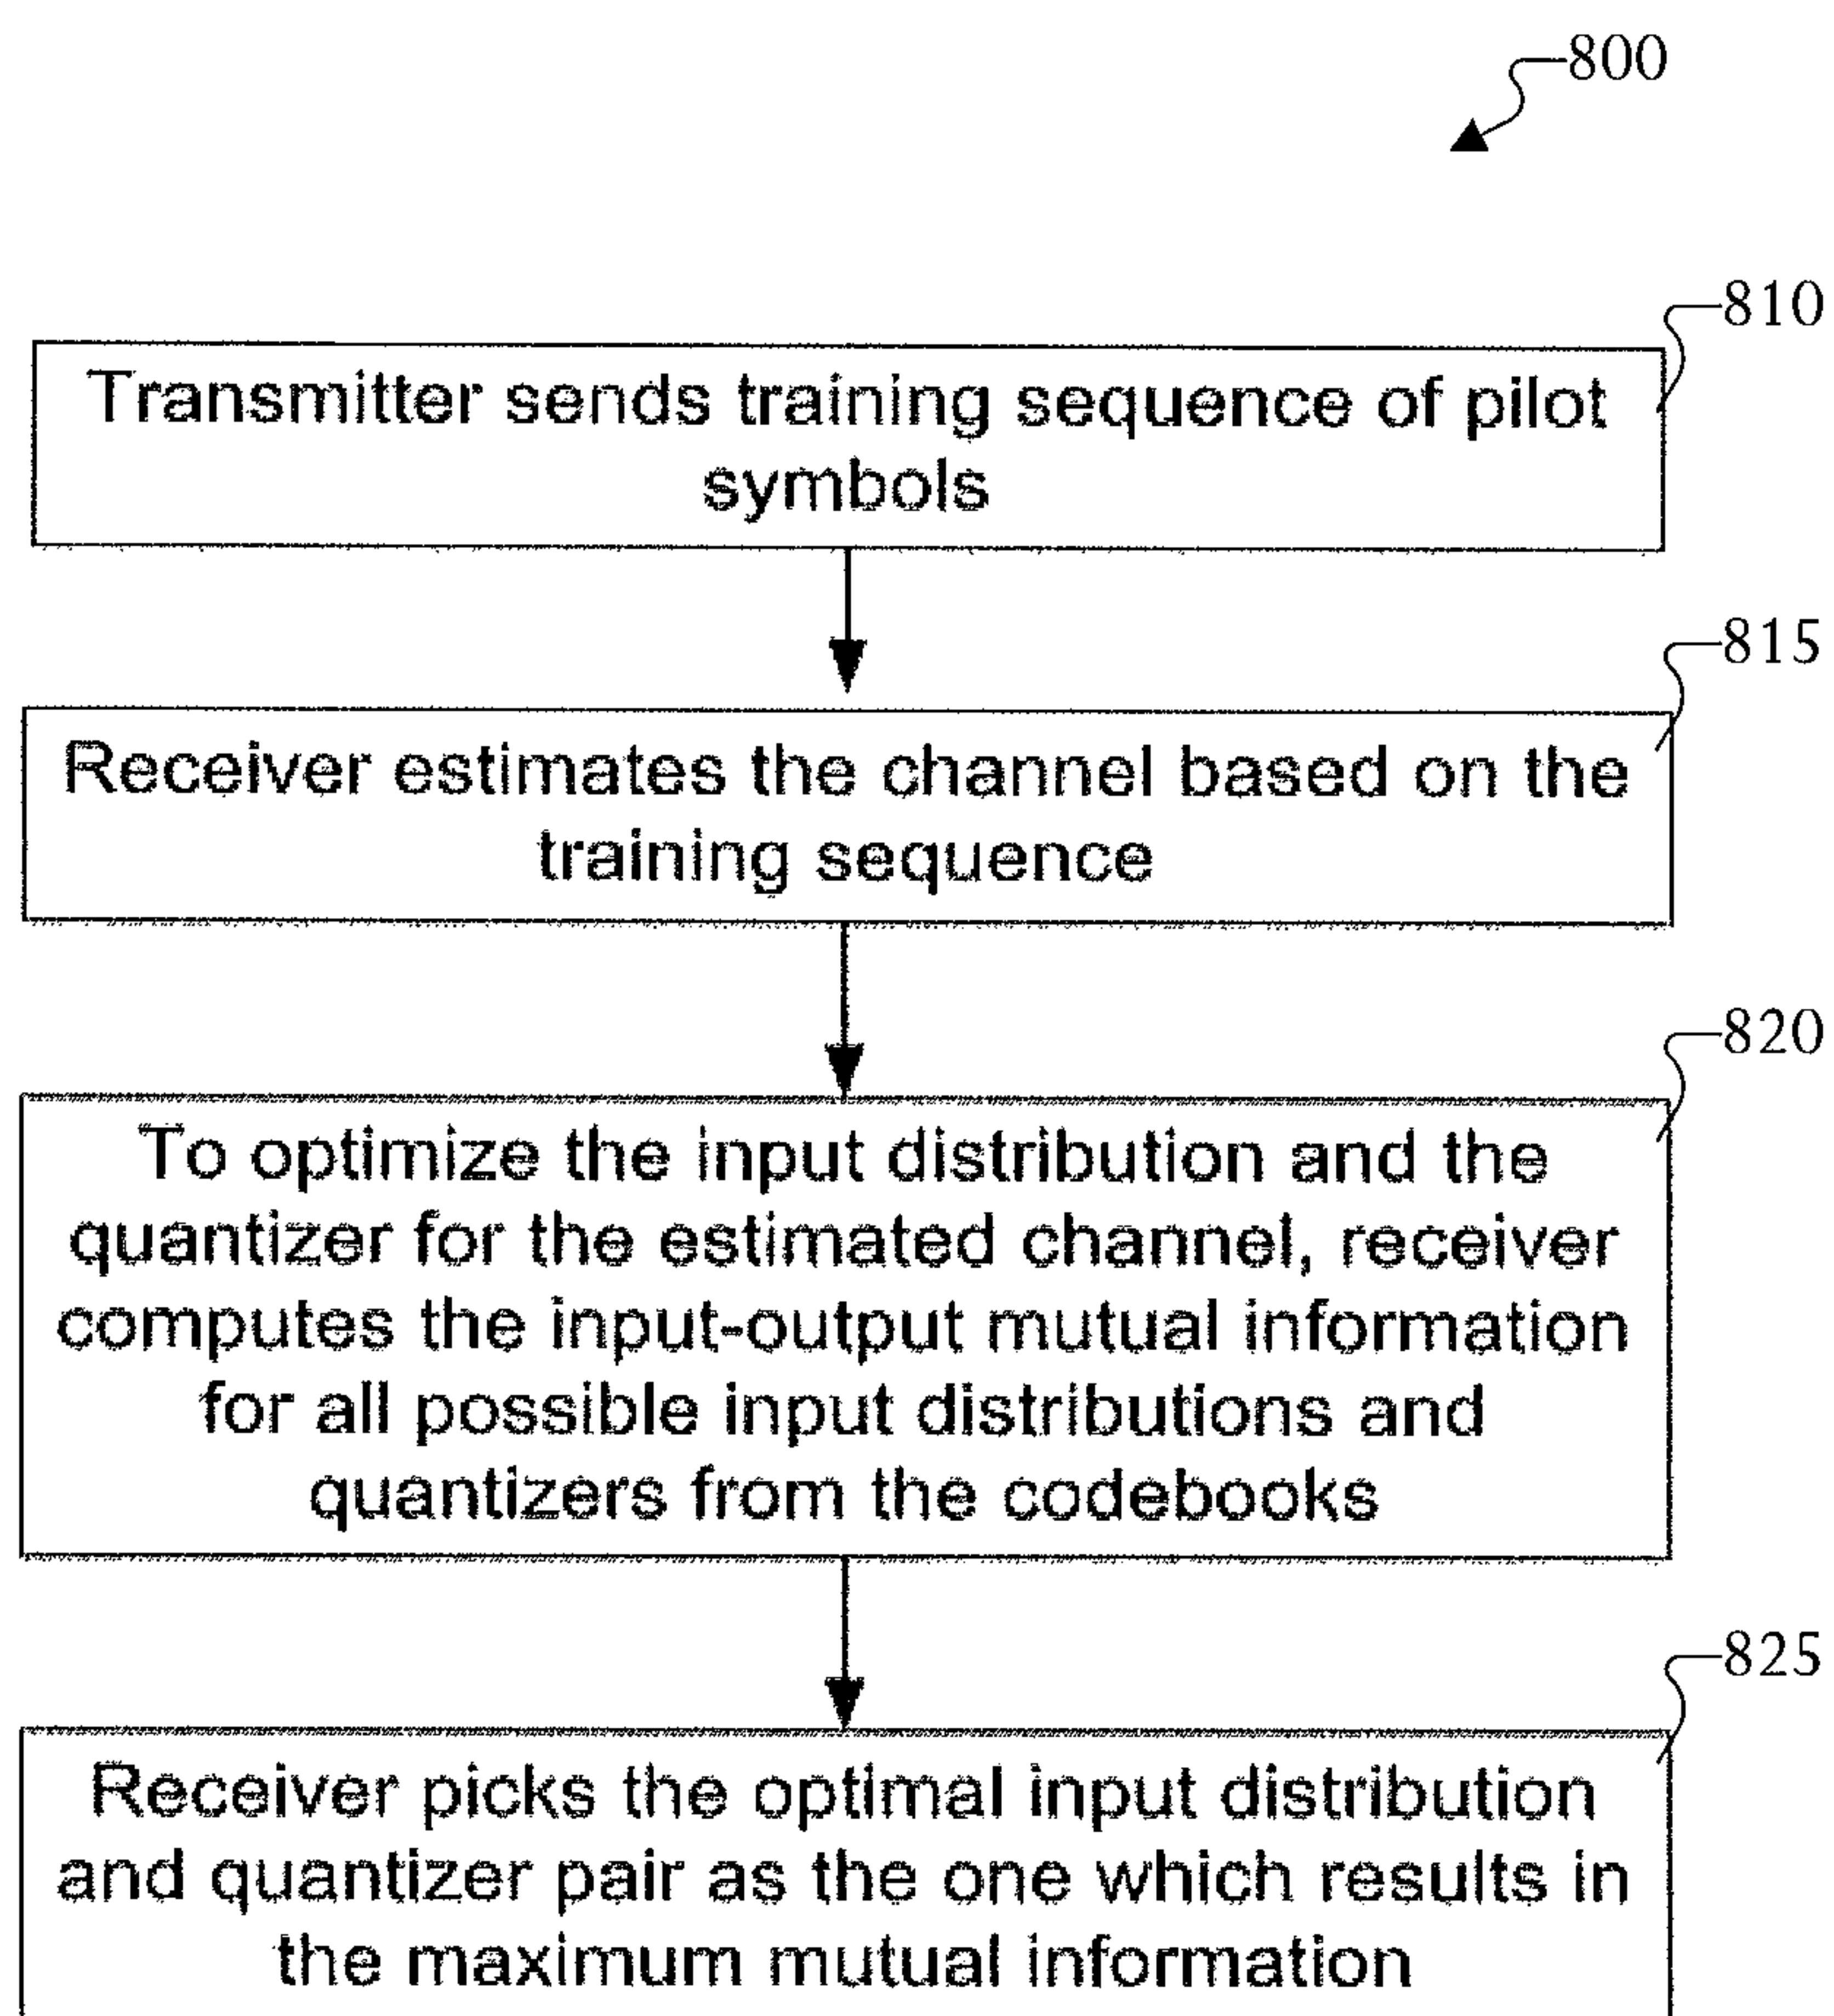 800
810
Transmitter sends training sequence of pilot
symbols
815
Receiver estimates the channel based on the
training sequence
820
To optimize the input distribution and the
quantizer for the estimated channel, receiver
computes the input-output mutual information
for all possible input distributions and
quantizers from the codebooks
825
Receiver picks the optimal input distribution
and quantizer pair as the one which results in
the maximum mutual information